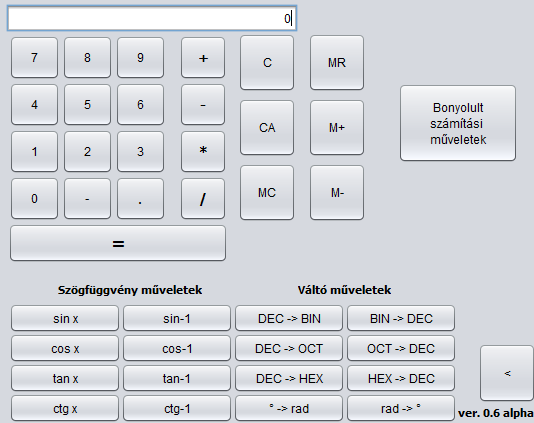 0
7 8 9 + C MR
4 5 6 - CA M+
1 2 3 * MC M-
0 - . /
=
Bonyolult
számítási
műveletek
Szögfüggvény műveletek Váltó műveletek
sin x sin-1 DEC -> BIN BIN -> DEC
cos x cos-1 DEC -> OCT OCT -> DEC
tan x tan-1 DEC -> HEX HEX -> DEC
ctg x ctg-1 ° -> rad rad -> °
<
ver. 0.6 alpha